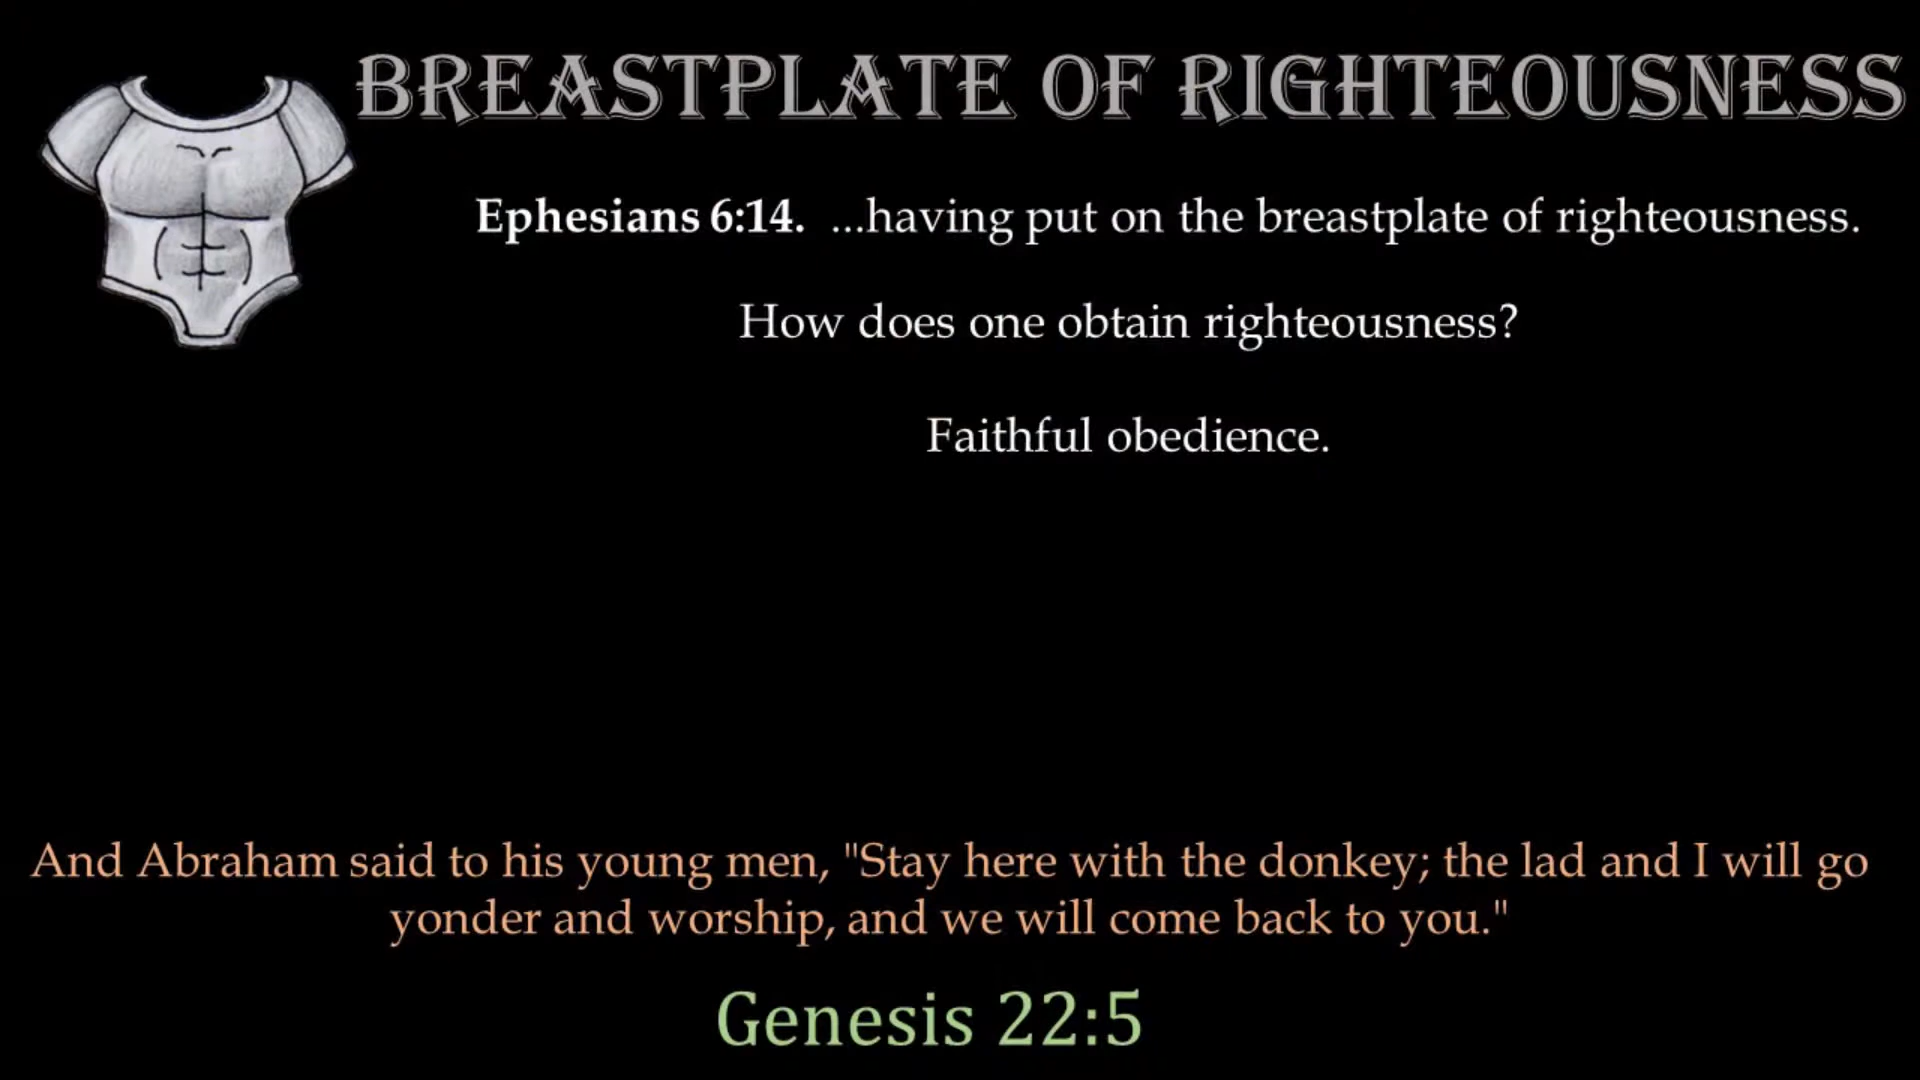 BREASTPLATE OF RIGHTEOUSNESS
Ephesians 6:14. ...having put on the breastplate of righteousness.
How does one obtain righteousness?
Faithful obedience.
And Abraham said to his young men, "Stay here with the donkey; the lad and I will go
yonder and worship, and we will come back to you."
Genesis 22:5